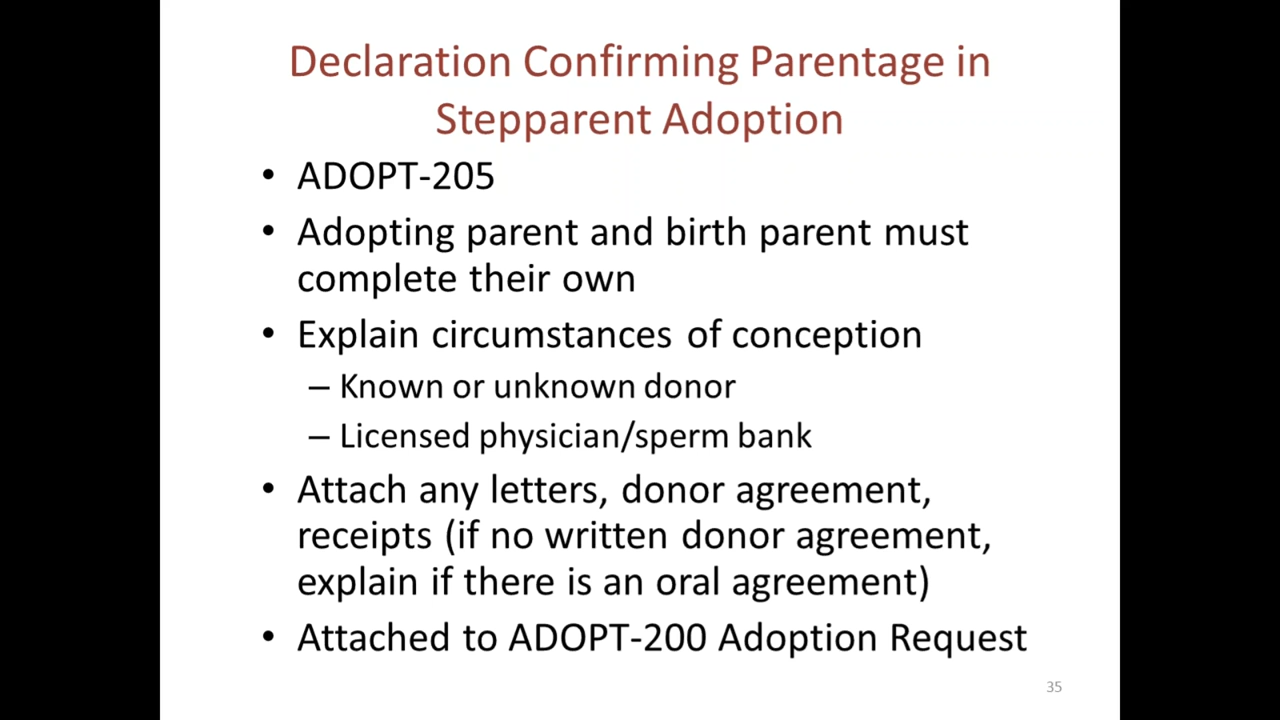 Declaration Confirming Parentage in
Stepparent Adoption
• ADOPT-205
• Adopting parent and birth parent must
complete their own
• Explain circumstances of conception
– Known or unknown donor
– Licensed physician/sperm bank
• Attach any letters, donor agreement,
receipts (if no written donor agreement,
explain if there is an oral agreement)
• Attached to ADOPT-200 Adoption Request
35